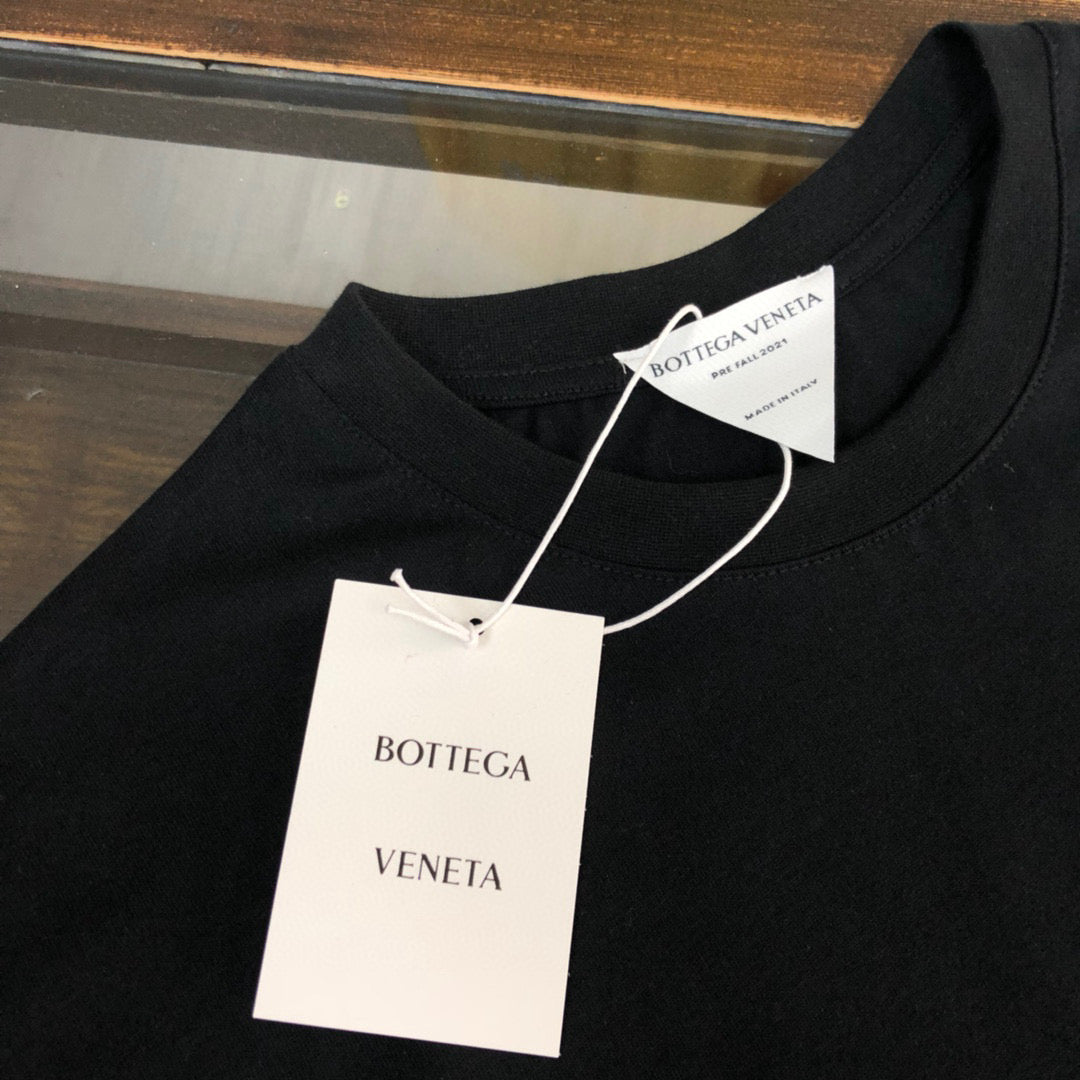 BOTTEGA VENETA
PRE FALL 2021
MADE IN ITALY
BOTTEGA
VENETA